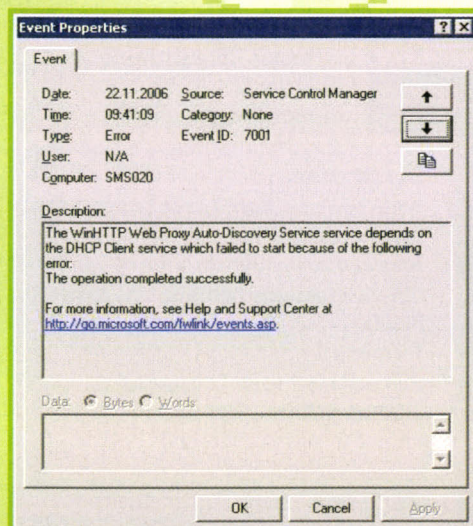 Event Properties
Event
Date: 22.11.2006 Source: Service Control Manager
Time: 09:41:09 Category: None
Type: Error Event ID: 7001
User: N/A
Computer: SMS020
Description:
The WinHTTP Web Proxy Auto-Discovery Service service depends on
the DHCP Client service which failed to start because of the following
error:
The operation completed successfully.
For more information, see Help and Support Center at
http://go.microsoft.com/fwlink/events.asp.
Data: Bytes Words
OK Cancel Apply